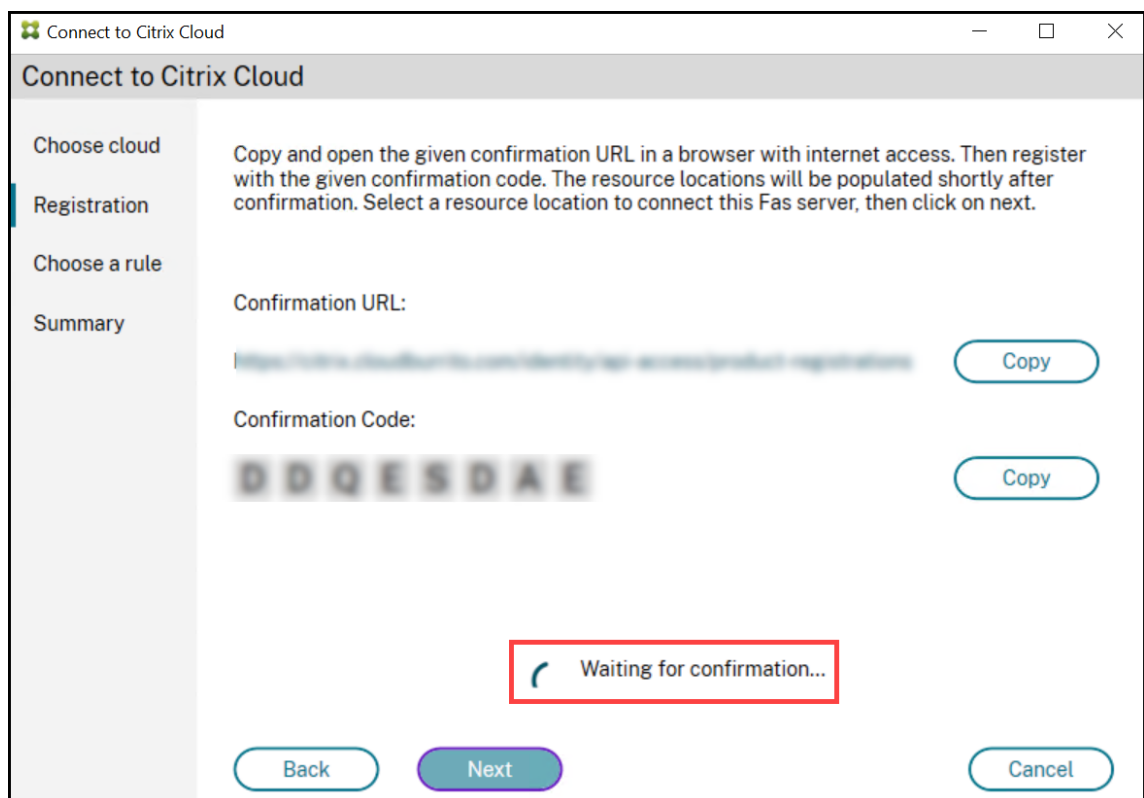 Connect to Citrix Cloud
Connect to Citrix Cloud
Choose cloud
Registration
Choose a rule
Summary
Copy and open the given confirmation URL in a browser with internet access. Then register
with the given confirmation code. The resource locations will be populated shortly after
confirmation. Select a resource location to connect this Fas server, then click on next.
Confirmation URL:
Copy
Confirmation Code:
Copy
Waiting for confirmation...
Back
Next
Cancel